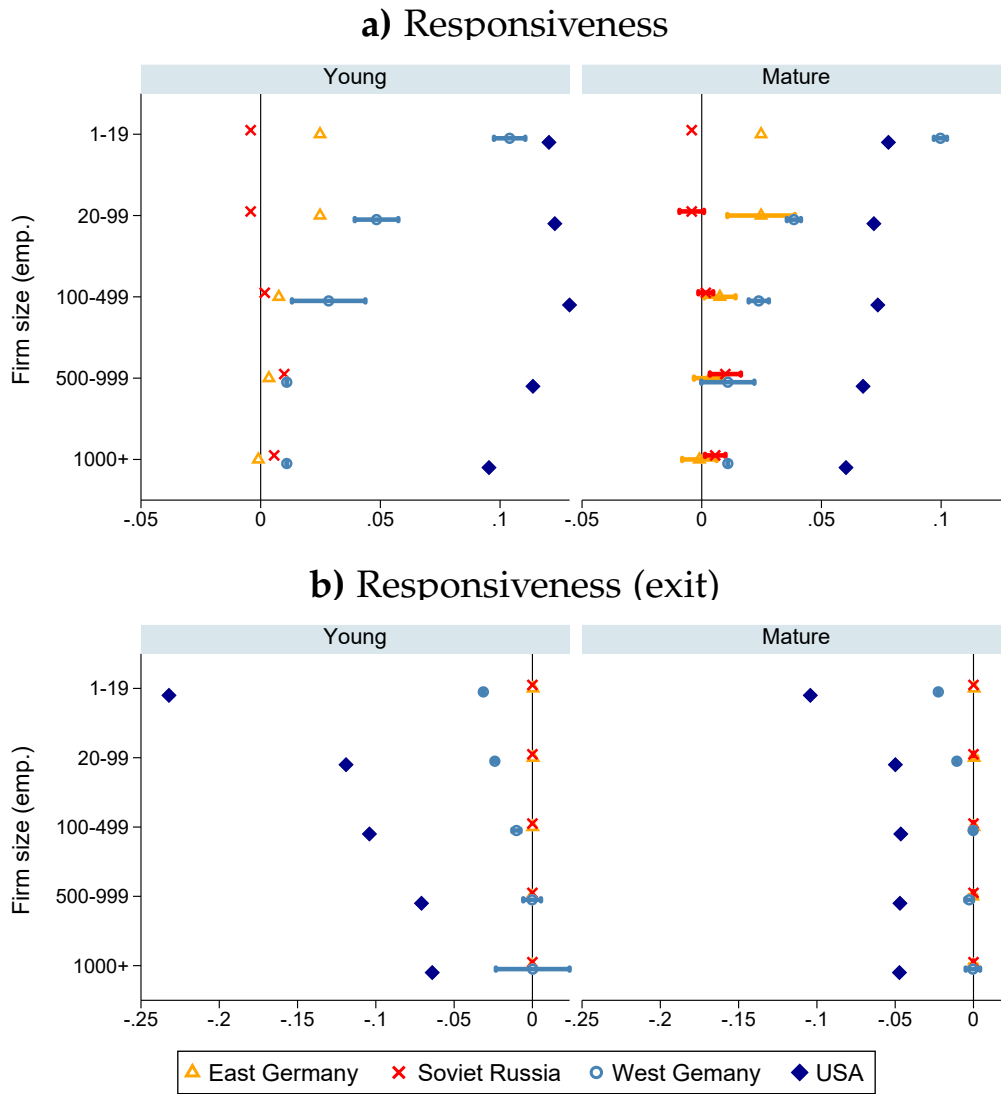 a) Responsiveness
Young Mature
1-19
20-99
100-499
500-999
1000+
Firm size (emp.)
-.05 0 .05 .1 -.05 0 .05 .1
b) Responsiveness (exit)
Young Mature
1-19
20-99
100-499
500-999
1000+
Firm size (emp.)
-.25 -.2 -.15 -.1 -.05 0 -.25 -.2 -.15 -.1 -.05 0
East Germany Soviet Russia West Gemany USA